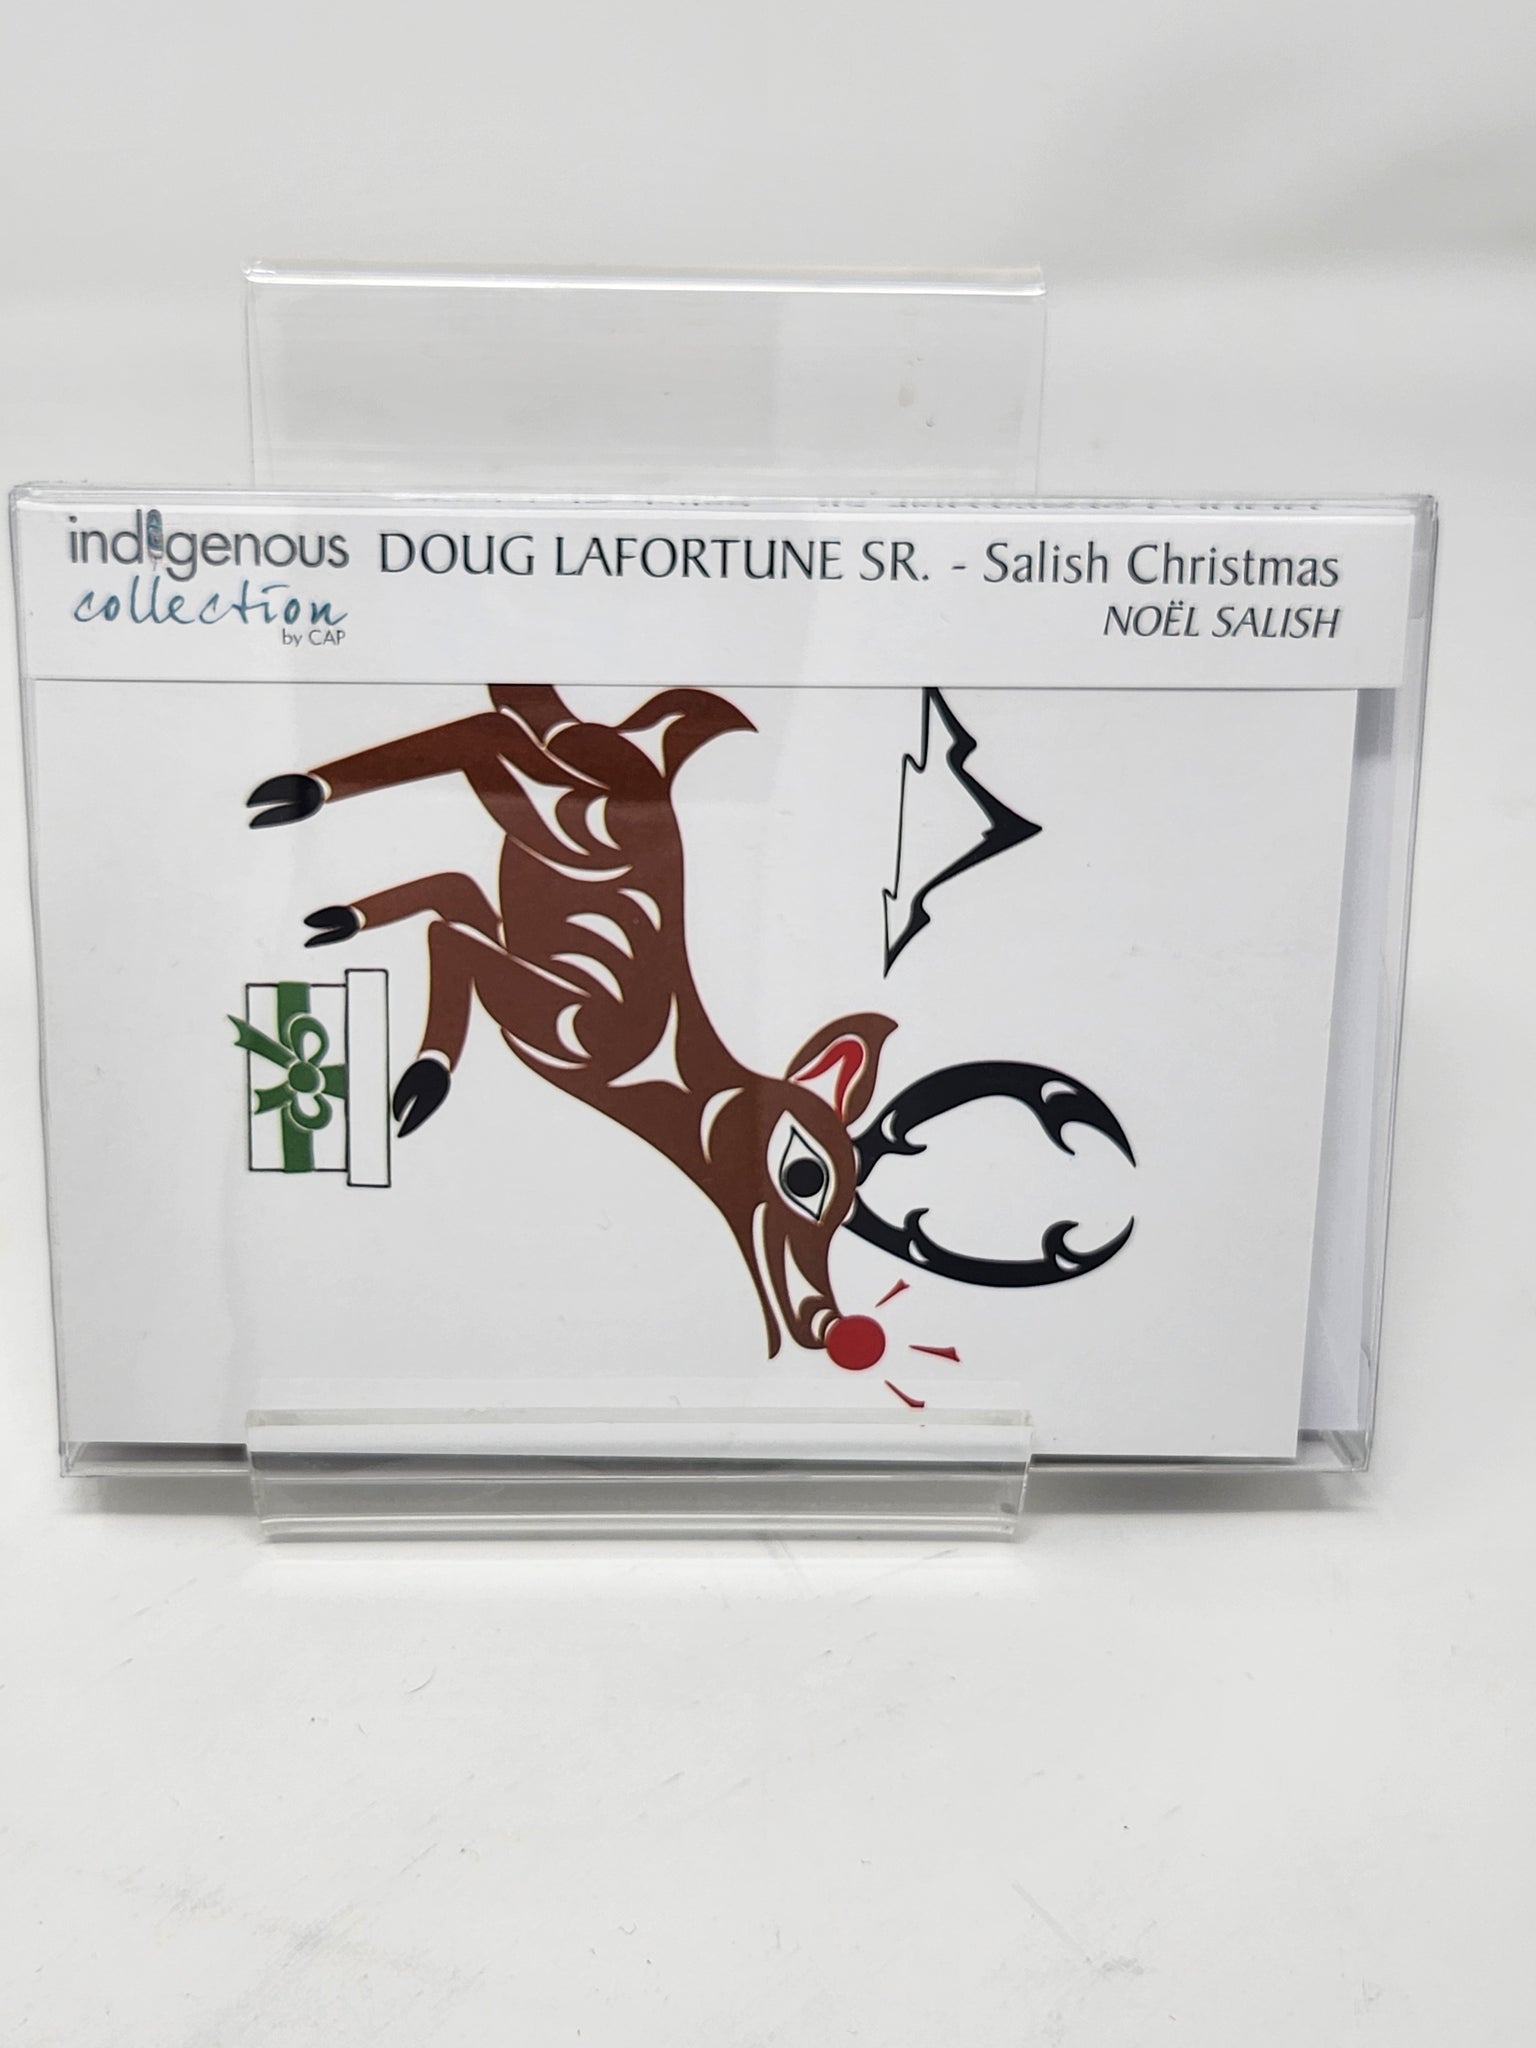 indigenous
collection
by CAP
DOUG LAFORTUNE SR. - Salish Christmas
NOËL SALISH